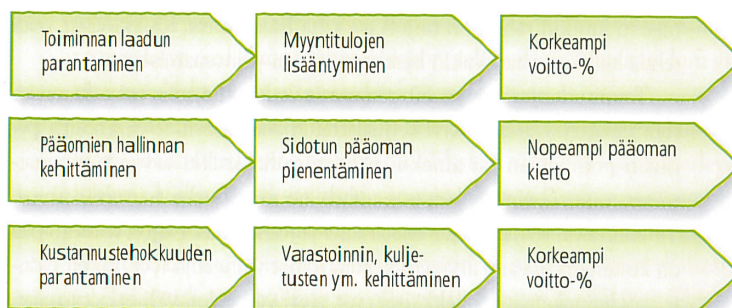 Toiminnan laadun
parantaminen
Myyntitulojen
lisääntyminen
Korkeampi
voitto-%
Pääomien hallinnan
kehittäminen
Sidotun pääoman
pienentäminen
Nopeampi pääoman
kierto
Kustannustehokkuuden
parantaminen
Varastoinnin, kulje-
tusten ym. kehittäminen
Korkeampi
voitto-%